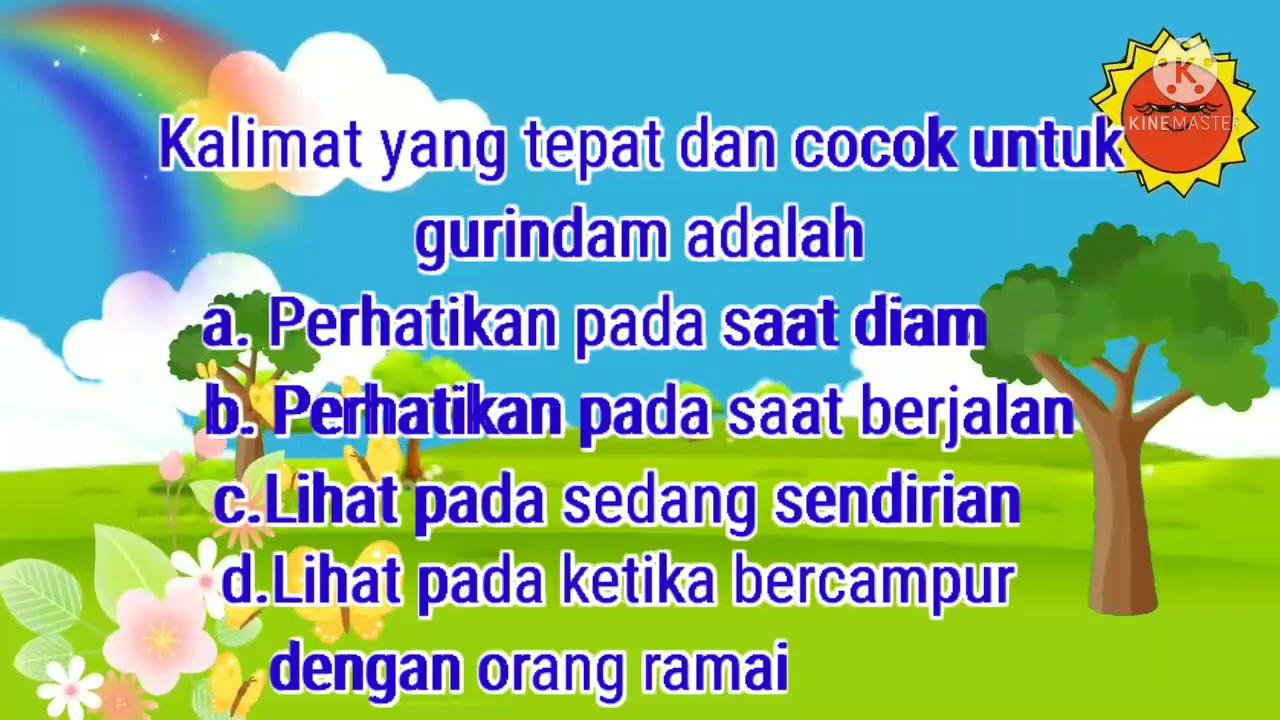 Kalimat yang tepat dan cocok untuk
gurindam adalah
a. Perhatikan pada saat diam
b. Perhatikan pada saat berjalan
c.Lihat pada sedang sendirian
d.Lihat pada ketika bercampur
dengan orang ramai
K
KINEMASTER